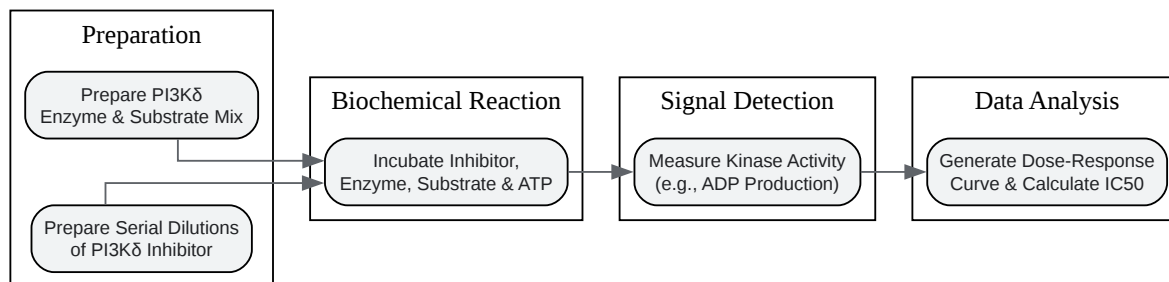 Preparation
Prepare PI3Kδ
Enzyme & Substrate Mix
Prepare Serial Dilutions
of PI3Kδ Inhibitor
Biochemical Reaction
Incubate Inhibitor,
Enzyme, Substrate & ATP
Signal Detection
Measure Kinase Activity
(e.g., ADP Production)
Data Analysis
Generate Dose-Response
Curve & Calculate IC50